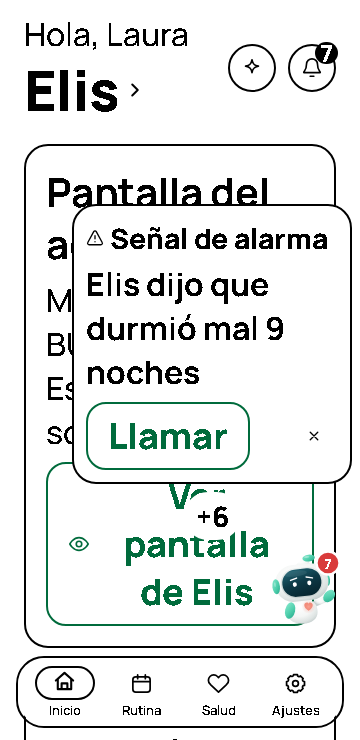 Hola, Laura
Elis
7
Pantalla del
Señal de alarma
Elis dijo que
durmió mal 9
noches
Llamar
+6
pantalla
de Elis
7
Inicio
Rutina
Salud
Ajustes